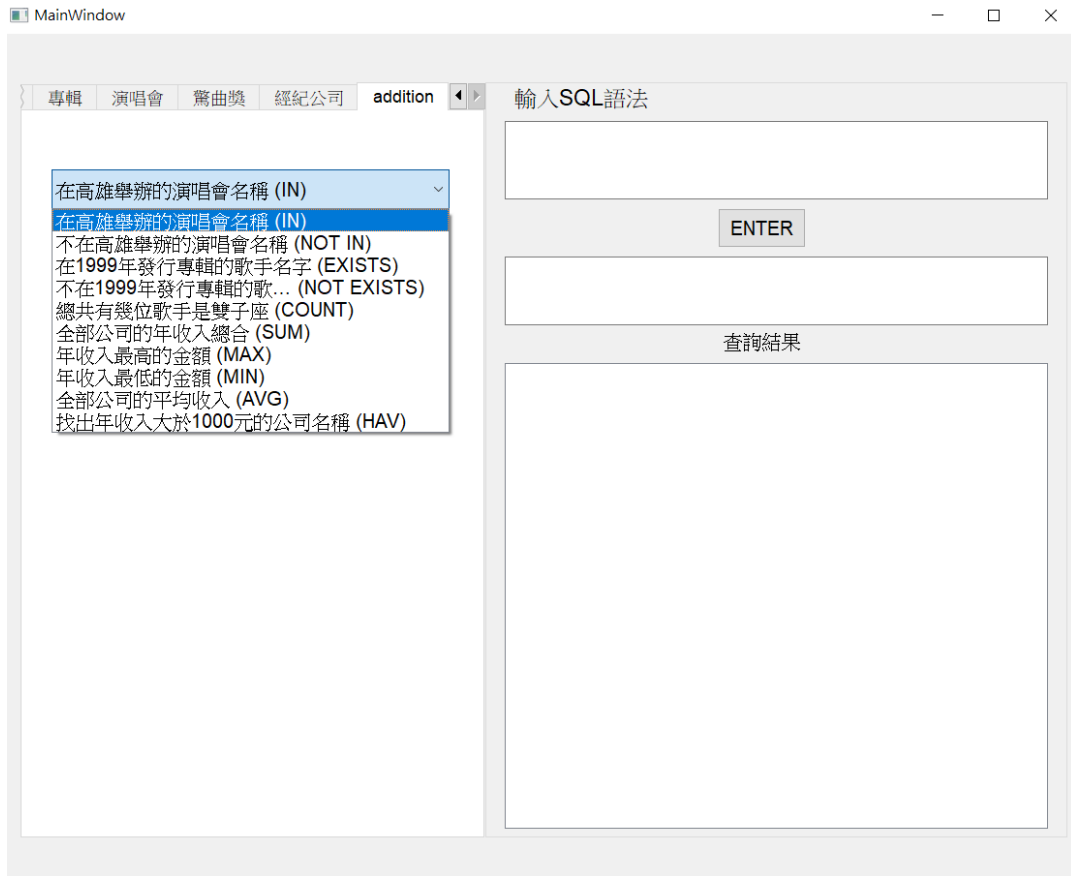 MainWindow
專輯 演唱會 驚曲獎 經紀公司 addition
輸入SQL語法
在高雄舉辦的演唱會名稱 (IN)
在高雄舉辦的演唱會名稱 (IN)
不在高雄舉辦的演唱會名稱 (NOT IN)
在1999年發行專輯的歌手名字 (EXISTS)
不在1999年發行專輯的歌… (NOT EXISTS)
總共有幾位歌手是雙子座 (COUNT)
全部公司的年收入總合 (SUM)
年收入最高的金額 (MAX)
年收入最低的金額 (MIN)
全部公司的平均收入 (AVG)
找出年收入大於1000元的公司名稱 (HAV)
ENTER
查詢結果